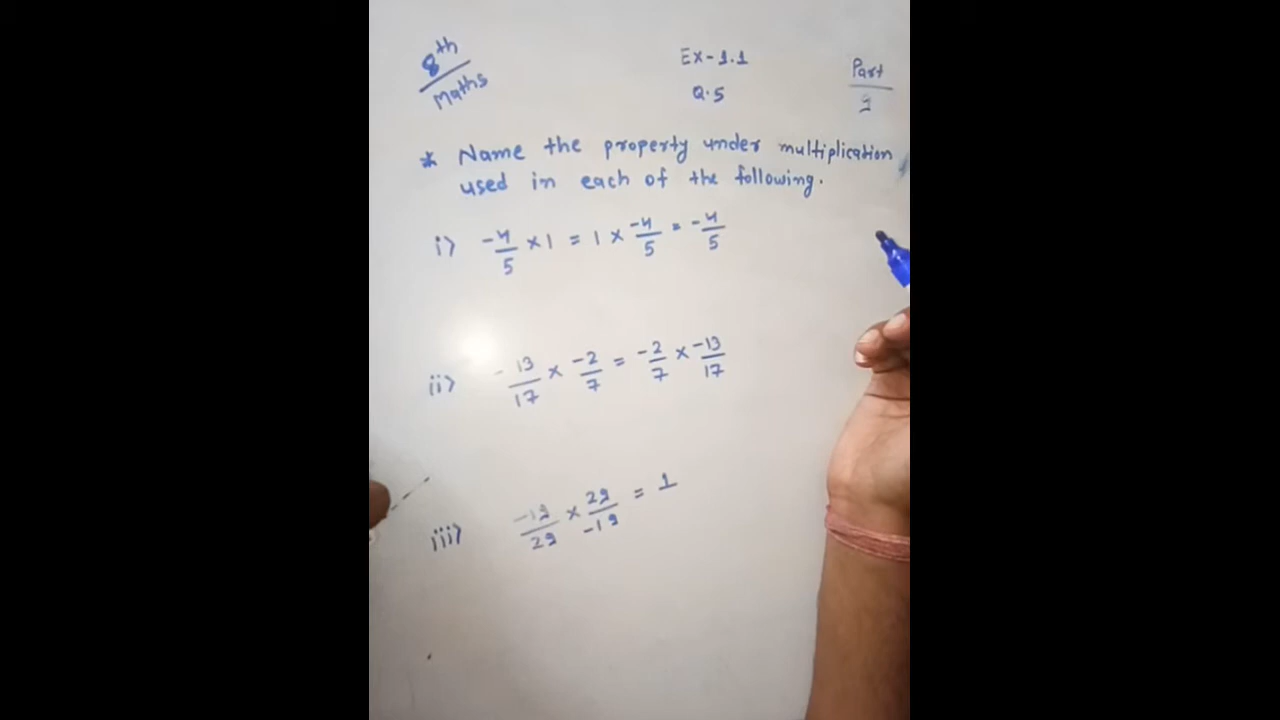 8th
Maths
Ex-1.1
Q.5
Part
9
* Name the property under multiplication
used in each of the following.
i) -4/5 × 1 = 1 × -4/5 = -4/5
ii) -13/17 × -2/7 = -2/7 × -13/17
iii) -19/29 × 29/-19 = 1